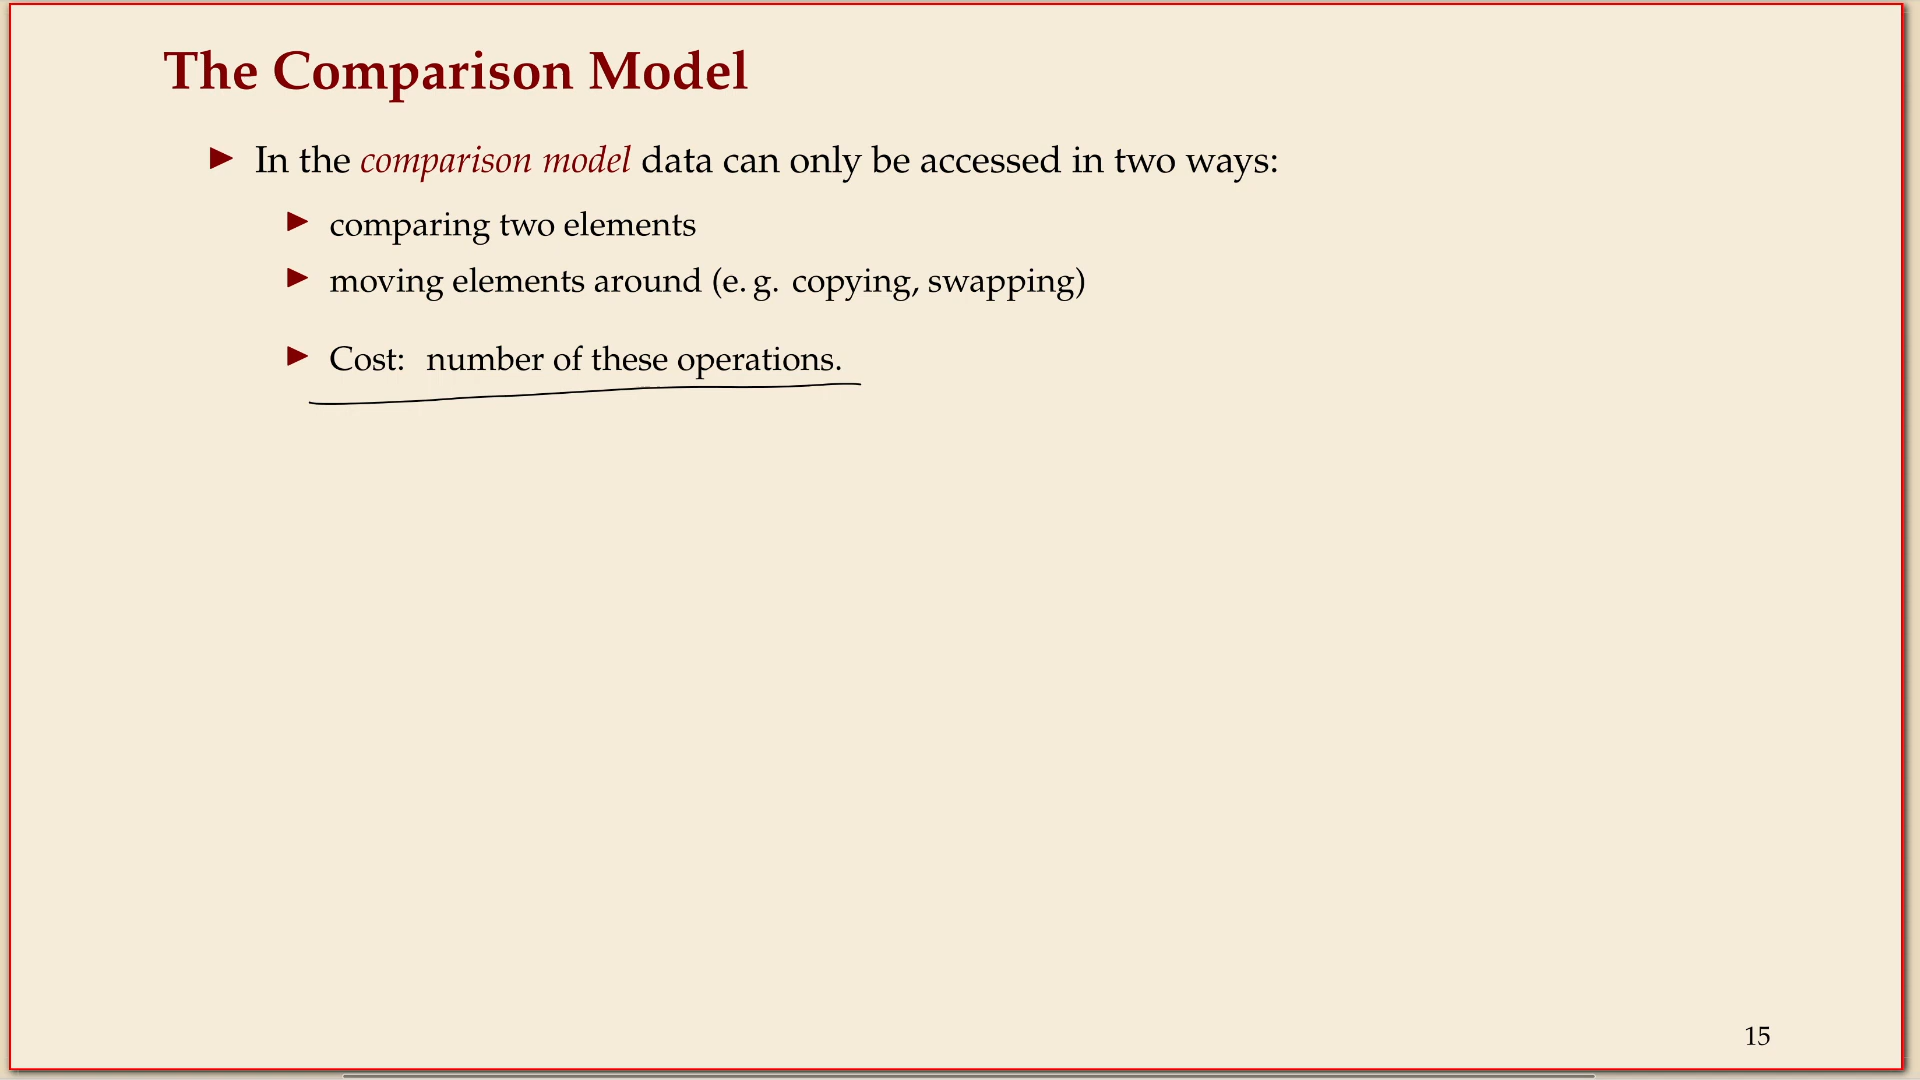 The Comparison Model
▶ In the comparison model data can only be accessed in two ways:
▶ comparing two elements
▶ moving elements around (e. g. copying, swapping)
▶ Cost: number of these operations.
15